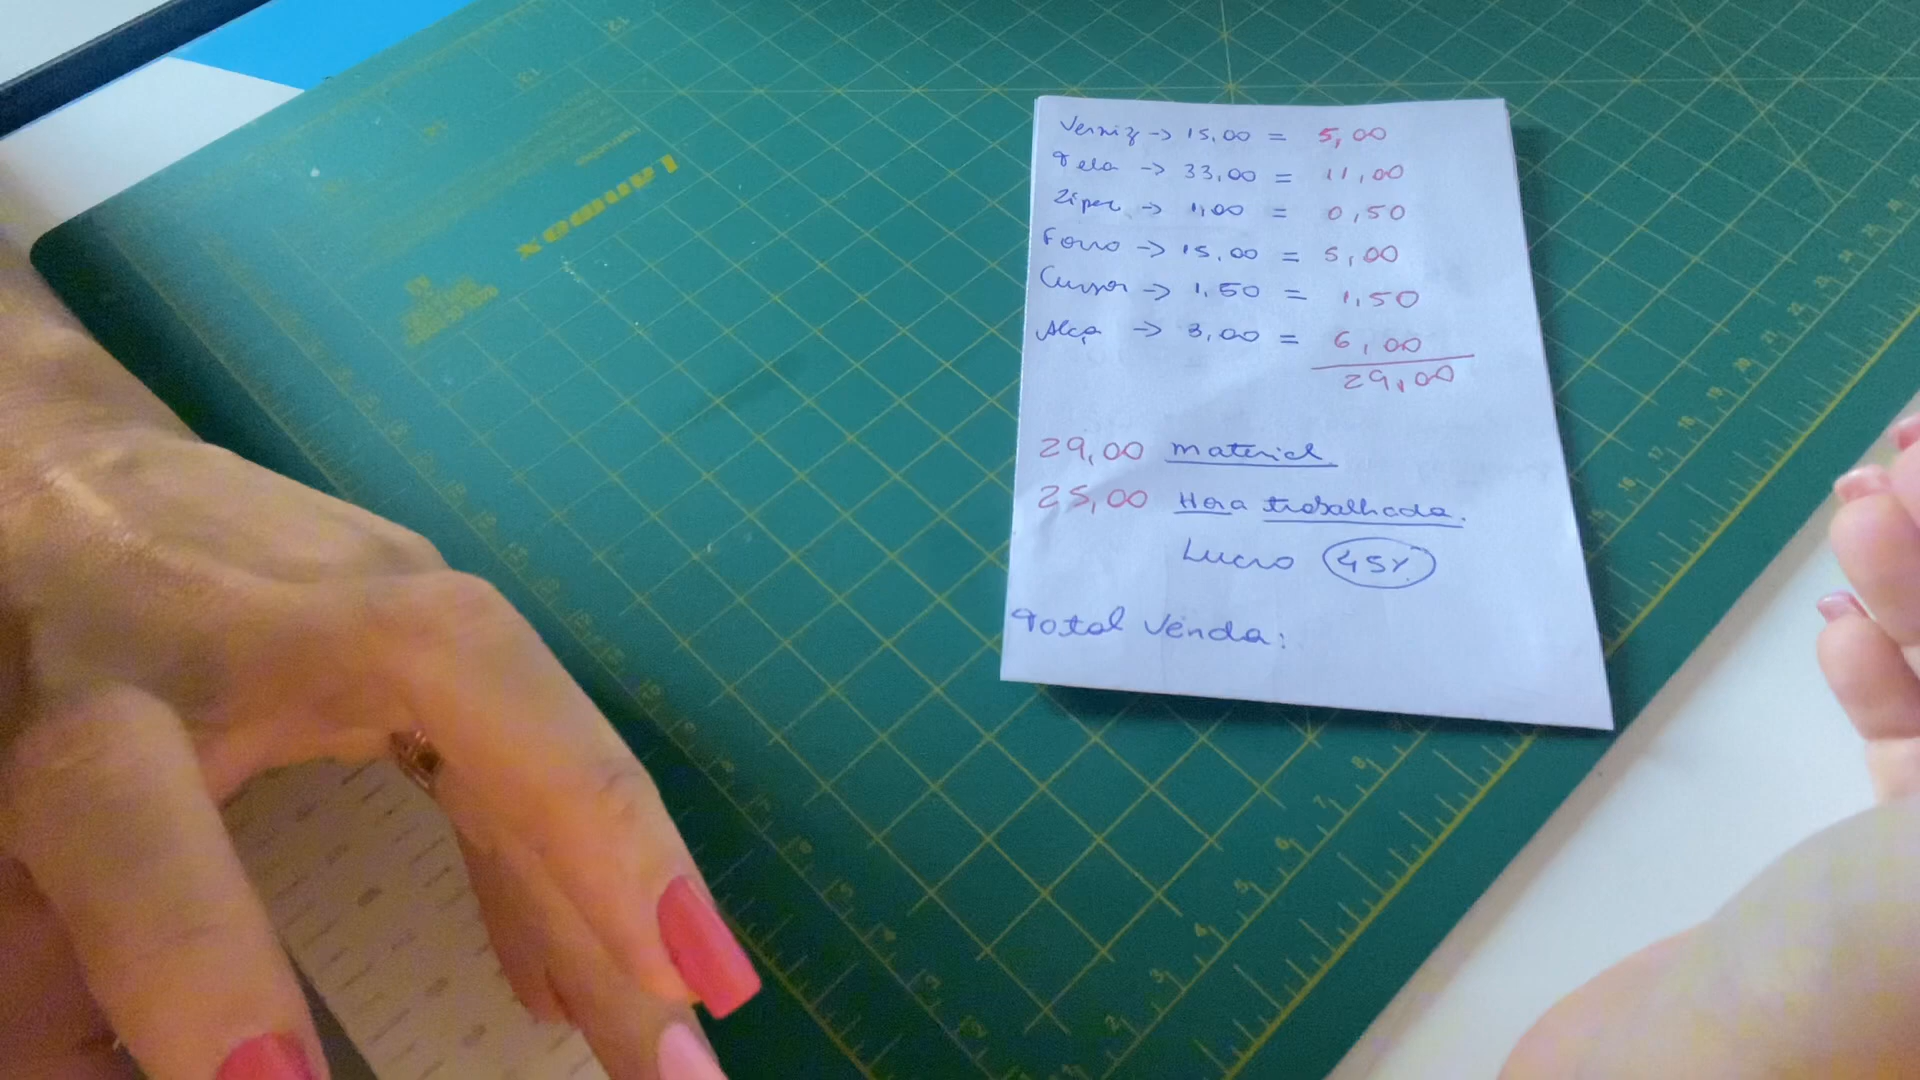 Verniz -> 15,00 = 5,00
Tela -> 33,00 = 11,00
Ziper -> 1,00 = 0,50
Forro -> 15,00 = 5,00
Cursor -> 1,50 = 1,50
Alça -> 3,00 = 6,00
29,00
29,00 material
25,00 Hora trabalhada.
Lucro 45%
Total Venda:
Lanmax